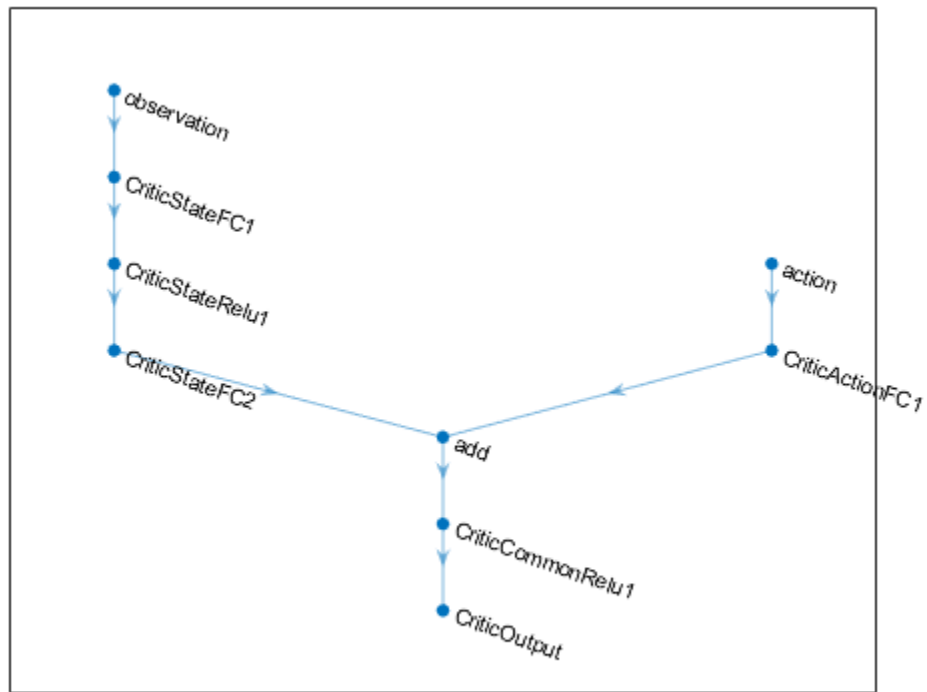 observation
CriticStateFC1
CriticStateRelu1
action
CriticStateFC2
CriticActionFC1
add
CriticCommonRelu1
CriticOutput